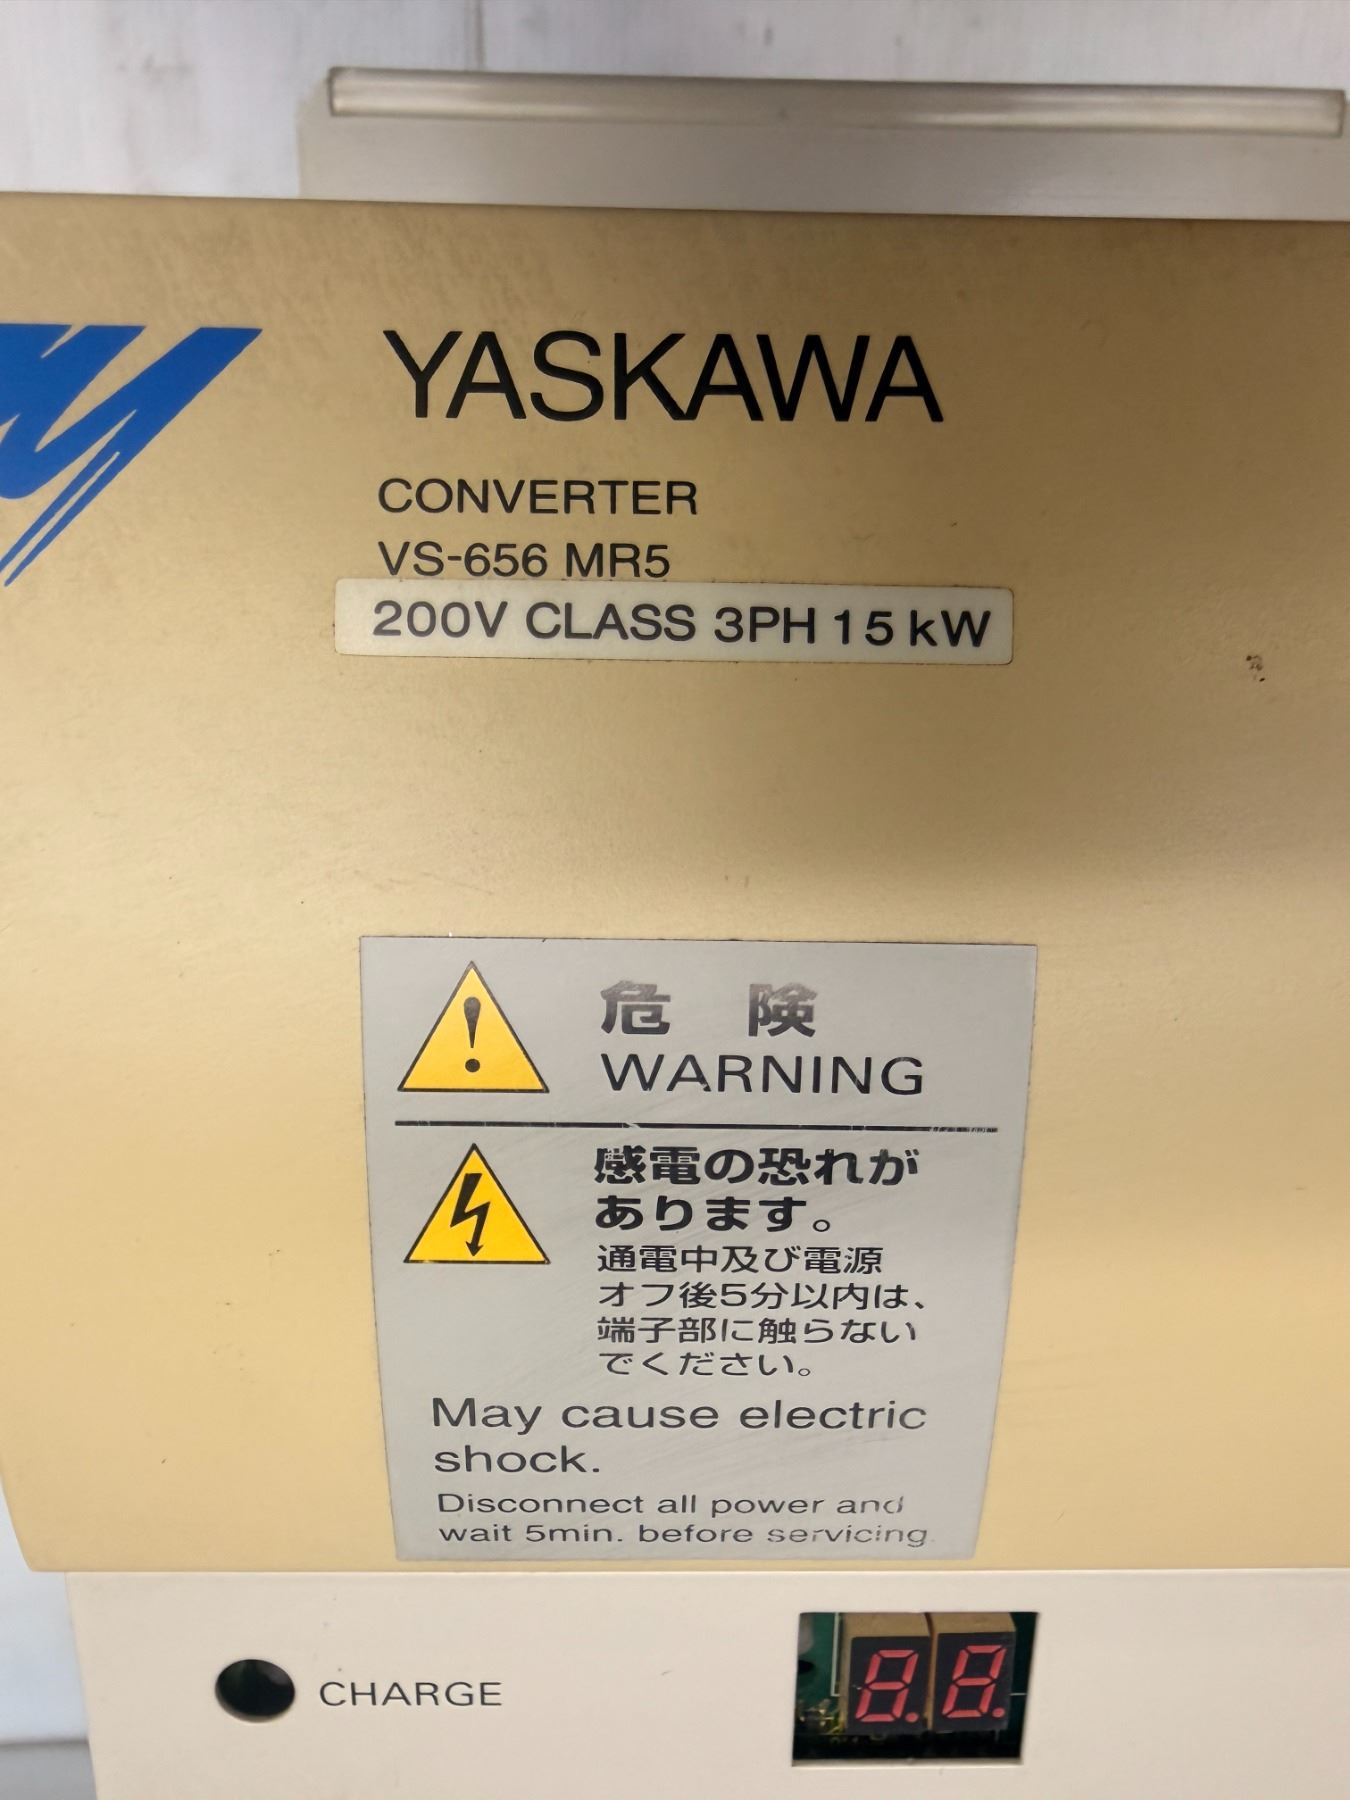 YASKAWA
CONVERTER
VS-656 MR5
200V CLASS 3PH 15 kW
危 険
WARNING
感電の恐れが
あります。
通電中及び電源
オフ後5分以内は、
端子部に触らない
でください。
May cause electric
shock.
Disconnect all power and
wait 5min. before servicing.
CHARGE
8.8.